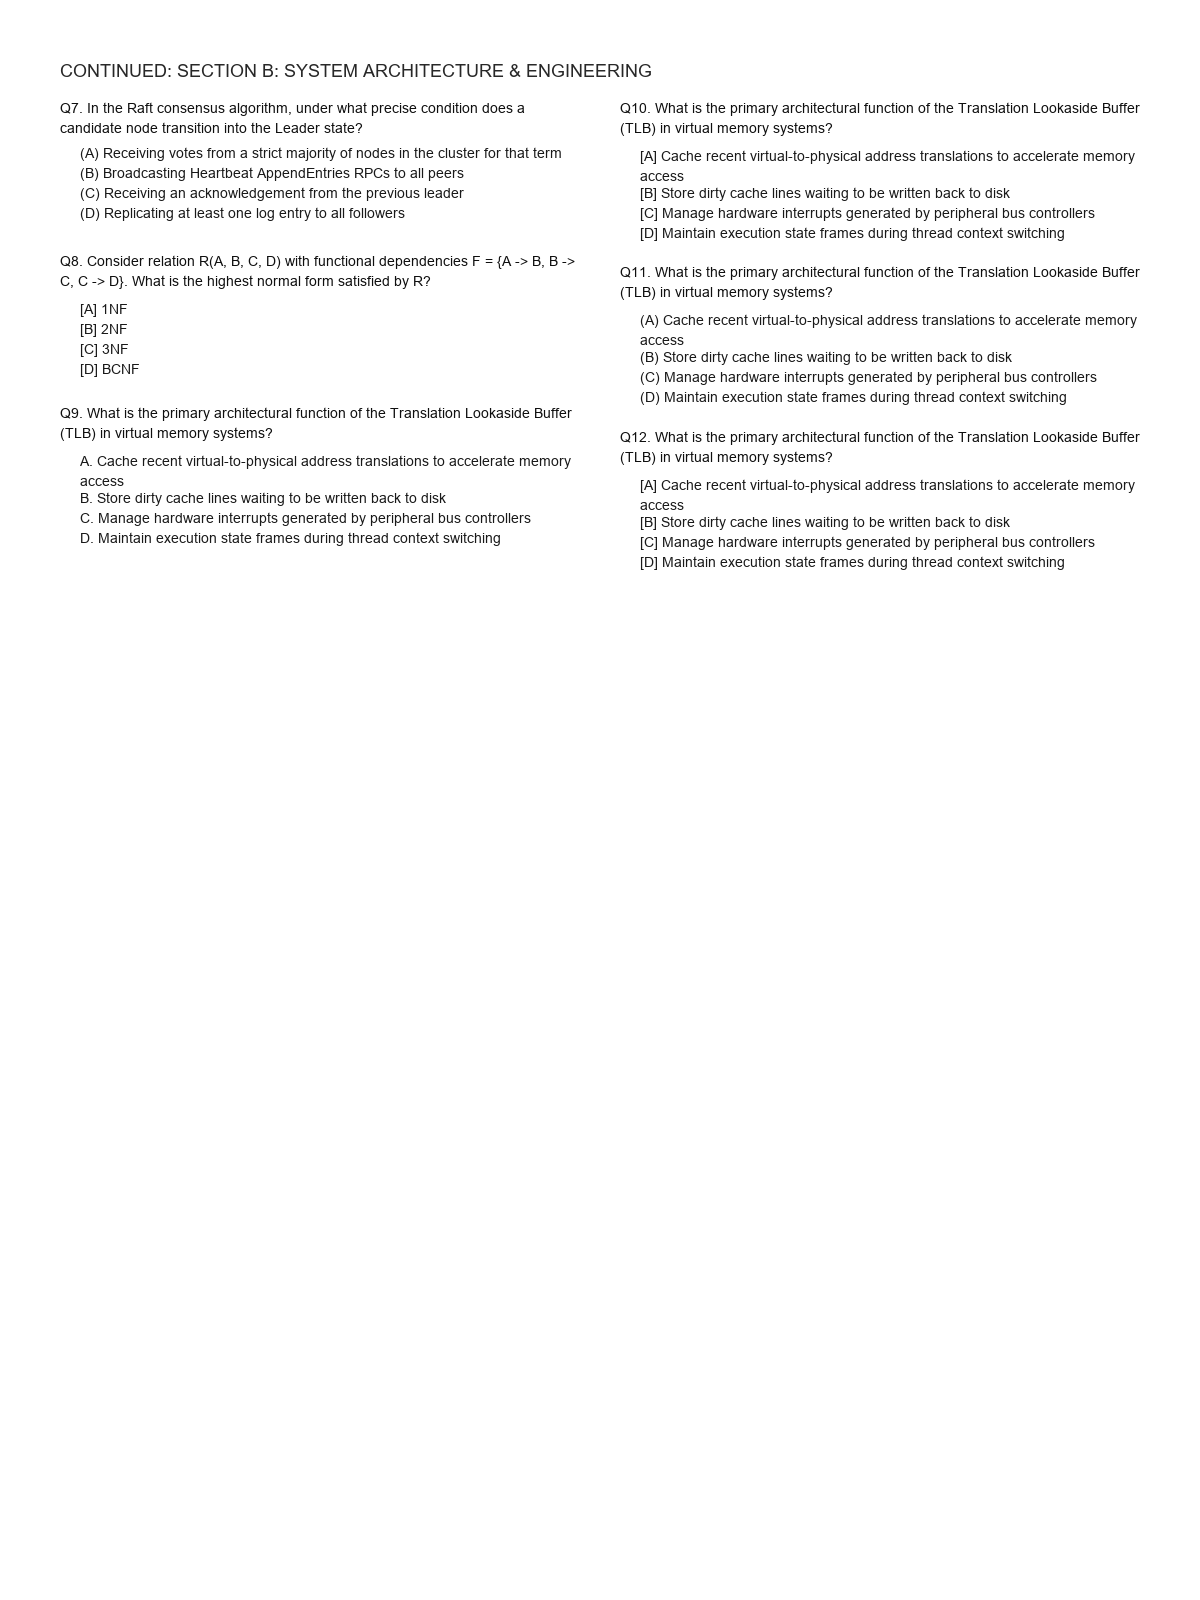 CONTINUED: SECTION B: SYSTEM ARCHITECTURE & ENGINEERING
Q7. In the Raft consensus algorithm, under what precise condition does a
candidate node transition into the Leader state?
(A) Receiving votes from a strict majority of nodes in the cluster for that term
(B) Broadcasting Heartbeat AppendEntries RPCs to all peers
(C) Receiving an acknowledgement from the previous leader
(D) Replicating at least one log entry to all followers
Q8. Consider relation R(A, B, C, D) with functional dependencies F = {A -> B, B ->
C, C -> D}. What is the highest normal form satisfied by R?
[A] 1NF
[B] 2NF
[C] 3NF
[D] BCNF
Q9. What is the primary architectural function of the Translation Lookaside Buffer
(TLB) in virtual memory systems?
A. Cache recent virtual-to-physical address translations to accelerate memory
access
B. Store dirty cache lines waiting to be written back to disk
C. Manage hardware interrupts generated by peripheral bus controllers
D. Maintain execution state frames during thread context switching
Q10. What is the primary architectural function of the Translation Lookaside Buffer
(TLB) in virtual memory systems?
[A] Cache recent virtual-to-physical address translations to accelerate memory
access
[B] Store dirty cache lines waiting to be written back to disk
[C] Manage hardware interrupts generated by peripheral bus controllers
[D] Maintain execution state frames during thread context switching
Q11. What is the primary architectural function of the Translation Lookaside Buffer
(TLB) in virtual memory systems?
(A) Cache recent virtual-to-physical address translations to accelerate memory
access
(B) Store dirty cache lines waiting to be written back to disk
(C) Manage hardware interrupts generated by peripheral bus controllers
(D) Maintain execution state frames during thread context switching
Q12. What is the primary architectural function of the Translation Lookaside Buffer
(TLB) in virtual memory systems?
[A] Cache recent virtual-to-physical address translations to accelerate memory
access
[B] Store dirty cache lines waiting to be written back to disk
[C] Manage hardware interrupts generated by peripheral bus controllers
[D] Maintain execution state frames during thread context switching